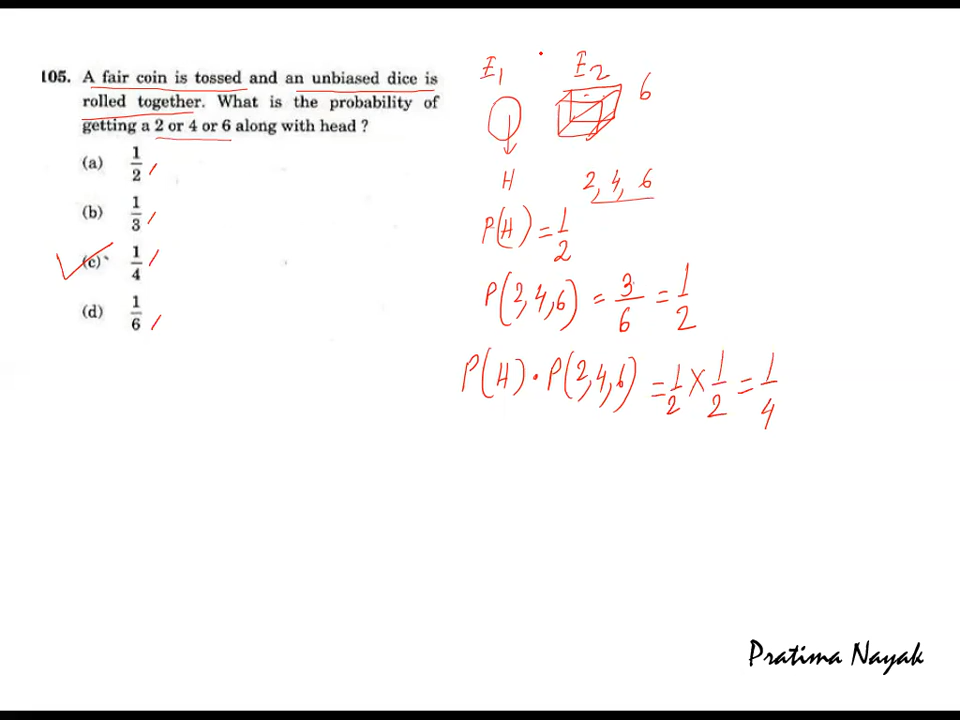 105. A fair coin is tossed and an unbiased dice is
rolled together. What is the probability of
getting a 2 or 4 or 6 along with head ?
(a) 1/2
(b) 1/3
(c) 1/4
(d) 1/6
E1 E2 6
H 2, 4, 6
P(H) = 1/2
P(2,4,6) = 3/6 = 1/2
P(H) · P(2,4,6) = 1/2 × 1/2 = 1/4
Pratima Nayak